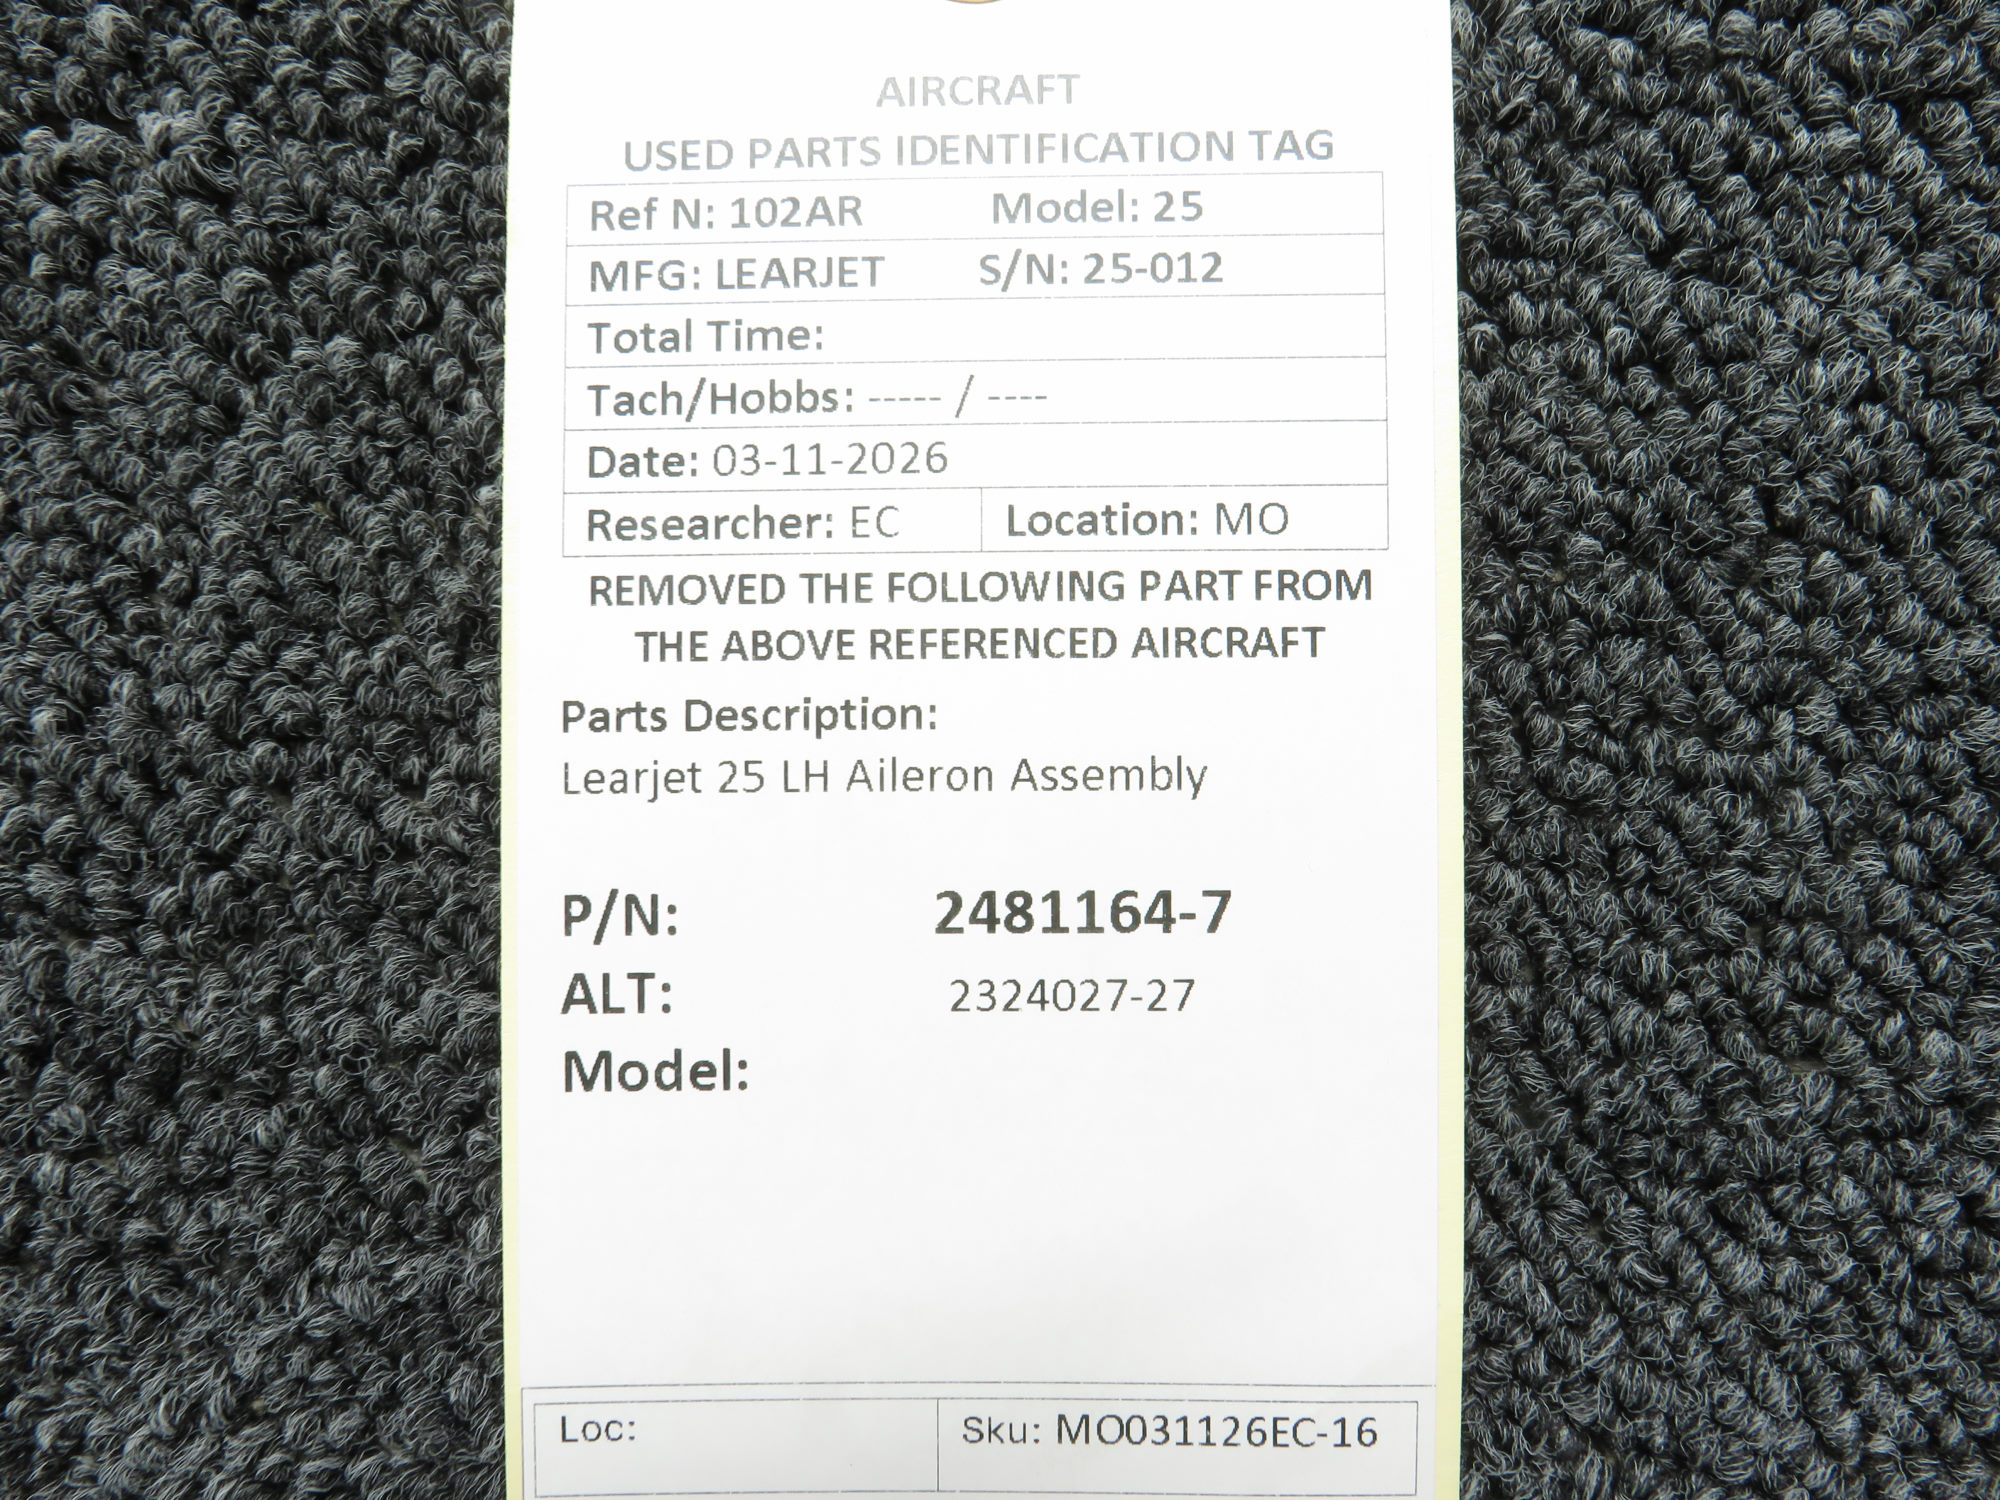 AIRCRAFT
USED PARTS IDENTIFICATION TAG
Ref N: 102AR Model: 25
MFG: LEARJET S/N: 25-012
Total Time:
Tach/Hobbs: ----- / ----
Date: 03-11-2026
Researcher: EC Location: MO
REMOVED THE FOLLOWING PART FROM
THE ABOVE REFERENCED AIRCRAFT
Parts Description:
Learjet 25 LH Aileron Assembly
P/N: 2481164-7
ALT: 2324027-27
Model:
Loc: Sku: MO031126EC-16